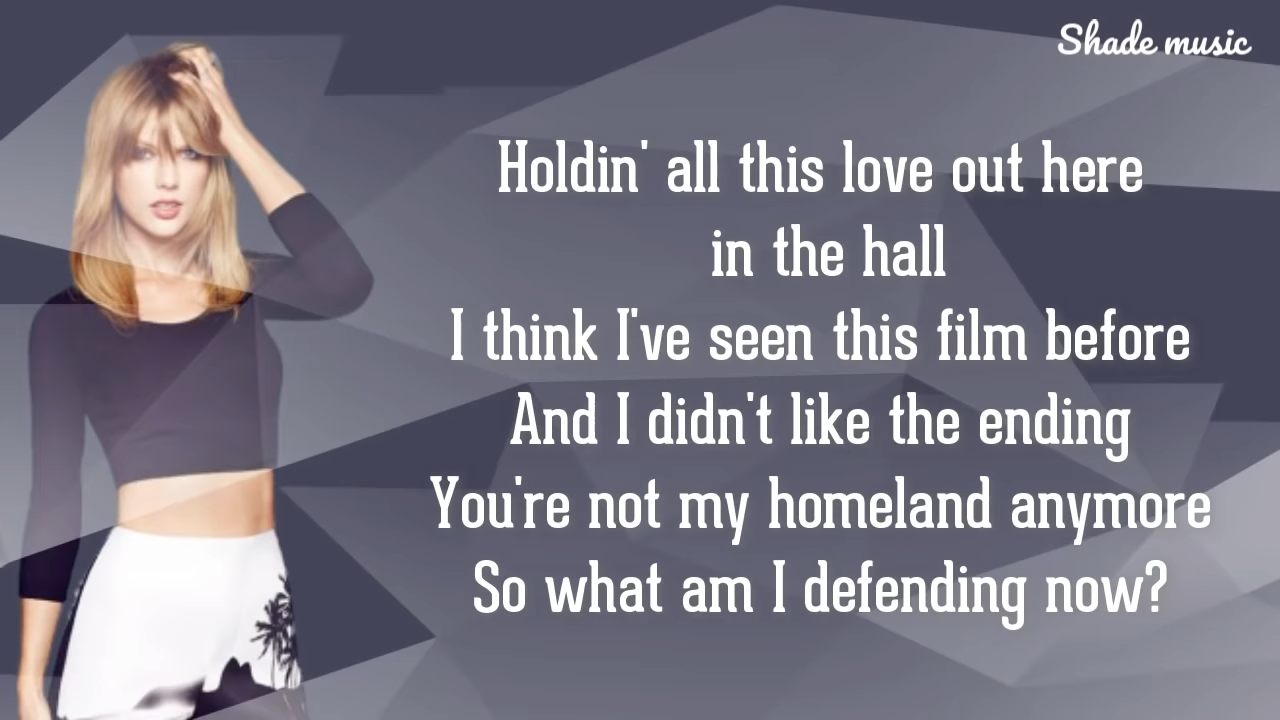 Shade music
Holdin' all this love out here
in the hall
I think I've seen this film before
And I didn't like the ending
You're not my homeland anymore
So what am I defending now?